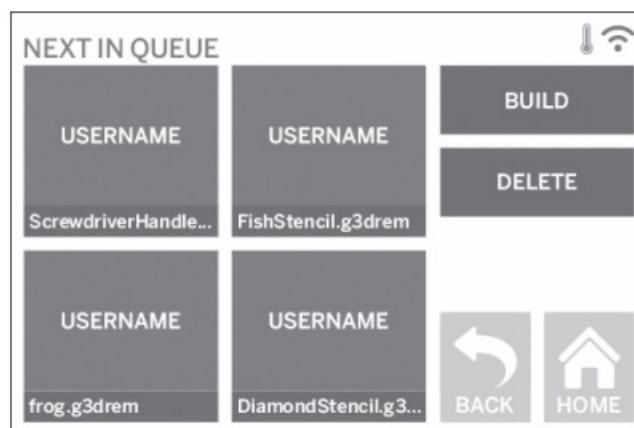 NEXT IN QUEUE
USERNAME
ScrewdriverHandle...
USERNAME
FishStencil.g3drem
USERNAME
frog.g3drem
USERNAME
DiamondStencil.g3...
BUILD
DELETE
BACK
HOME